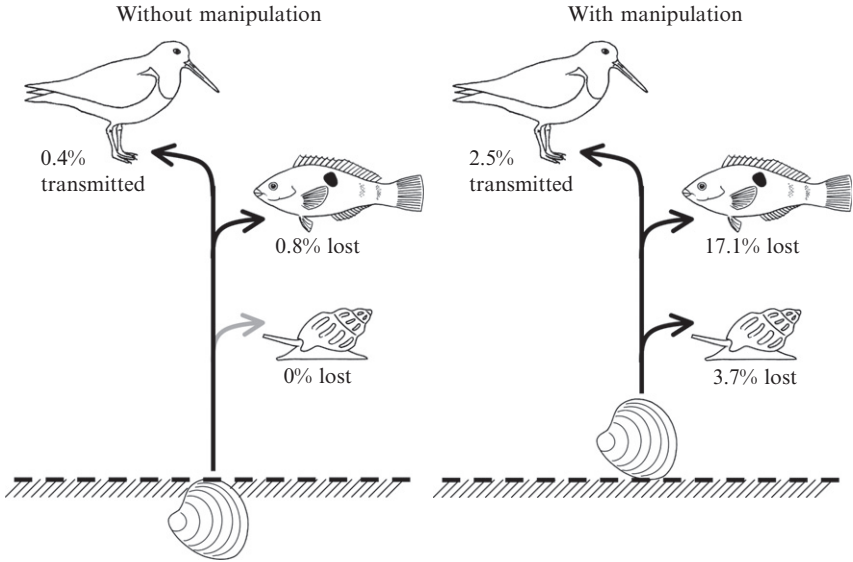 Without manipulation
0.4%
transmitted
0.8% lost
0% lost
With manipulation
2.5%
transmitted
17.1% lost
3.7% lost